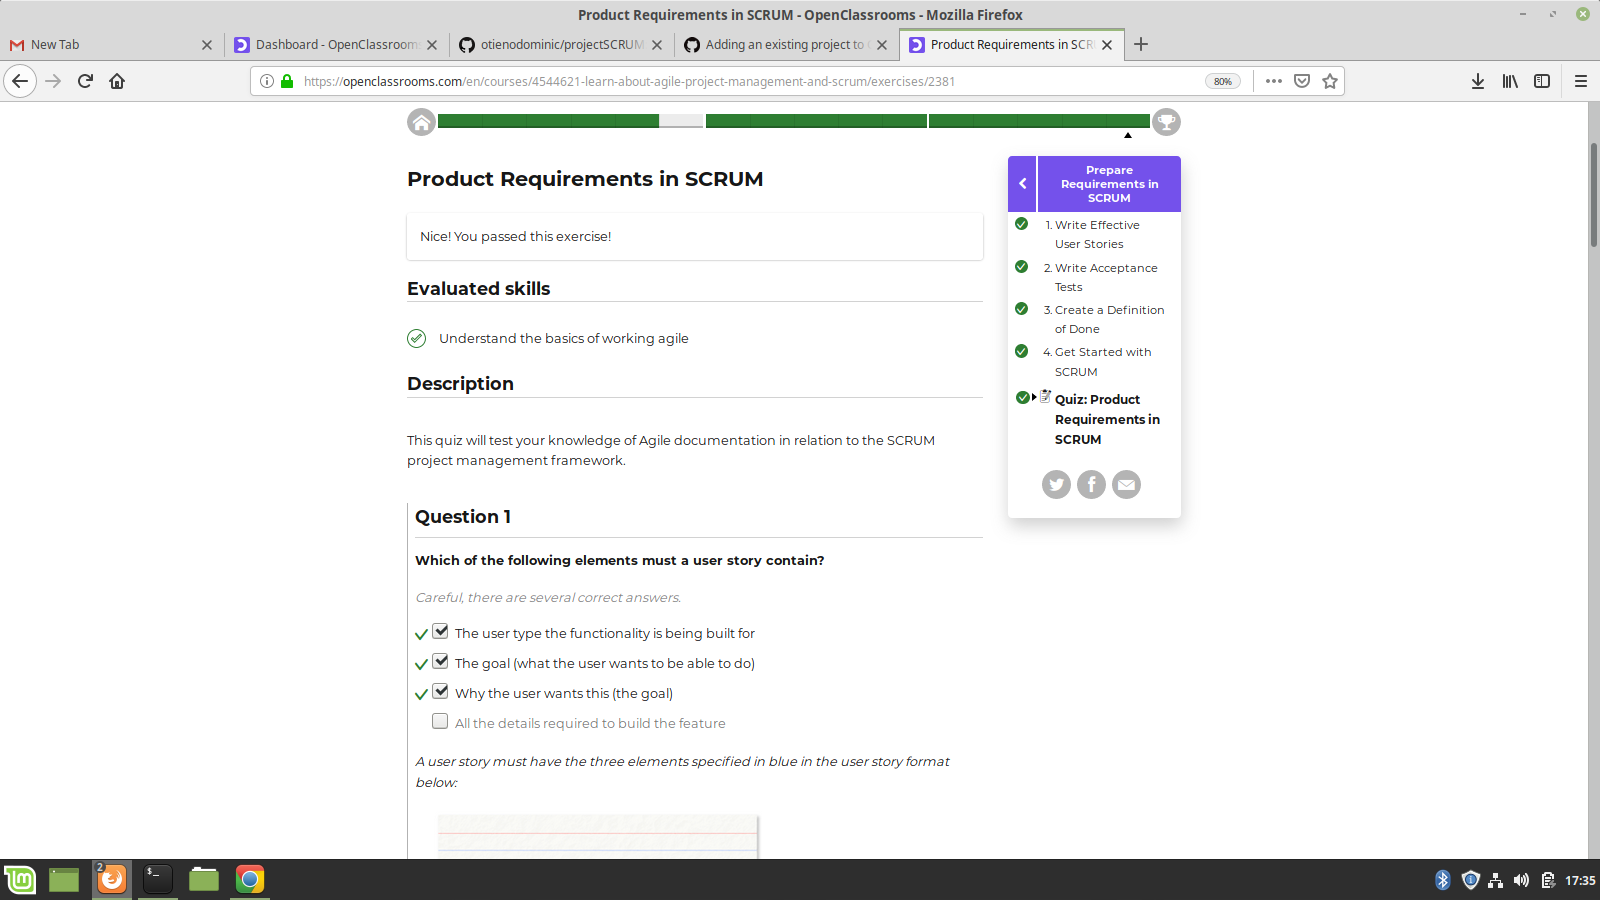 Product Requirements in SCRUM - OpenClassrooms - Mozilla Firefox
New Tab
Dashboard - OpenClassrooms
otienodominic/projectSCRUM
Adding an existing project to
Product Requirements in SCR
https://openclassrooms.com/en/courses/4544621-learn-about-agile-project-management-and-scrum/exercises/2381
80%
Product Requirements in SCRUM
Nice! You passed this exercise!
Evaluated skills
Understand the basics of working agile
Description
This quiz will test your knowledge of Agile documentation in relation to the SCRUM
project management framework.
Question 1
Which of the following elements must a user story contain?
Careful, there are several correct answers.
The user type the functionality is being built for
The goal (what the user wants to be able to do)
Why the user wants this (the goal)
All the details required to build the feature
A user story must have the three elements specified in blue in the user story format
below:
Prepare
Requirements in
SCRUM
1. Write Effective
User Stories
2. Write Acceptance
Tests
3. Create a Definition
of Done
4. Get Started with
SCRUM
Quiz: Product
Requirements in
SCRUM
2
17:35